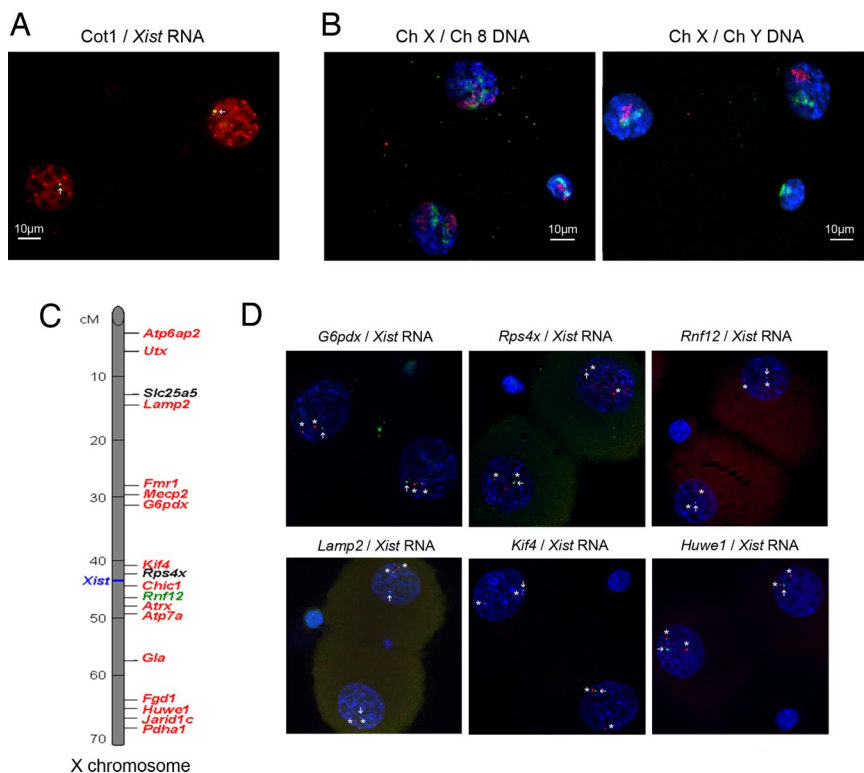 A
Cot1 / Xist RNA
10µm
10µm
B
Ch X / Ch 8 DNA
Ch X / Ch Y DNA
10µm
10µm
C
cM
Atp6ap2
Utx
10
Slc25a5
Lamp2
20
Fmr1
Mecp2
30
G6pdx
40
Kif4
Rps4x
Xist
Chic1
Rnf12
Atrx
50
Atp7a
Gla
60
Fgd1
Huwe1
Jarid1c
Pdha1
70
X chromosome
D
G6pdx / Xist RNA
Rps4x / Xist RNA
Rnf12 / Xist RNA
Lamp2 / Xist RNA
Kif4 / Xist RNA
Huwe1 / Xist RNA